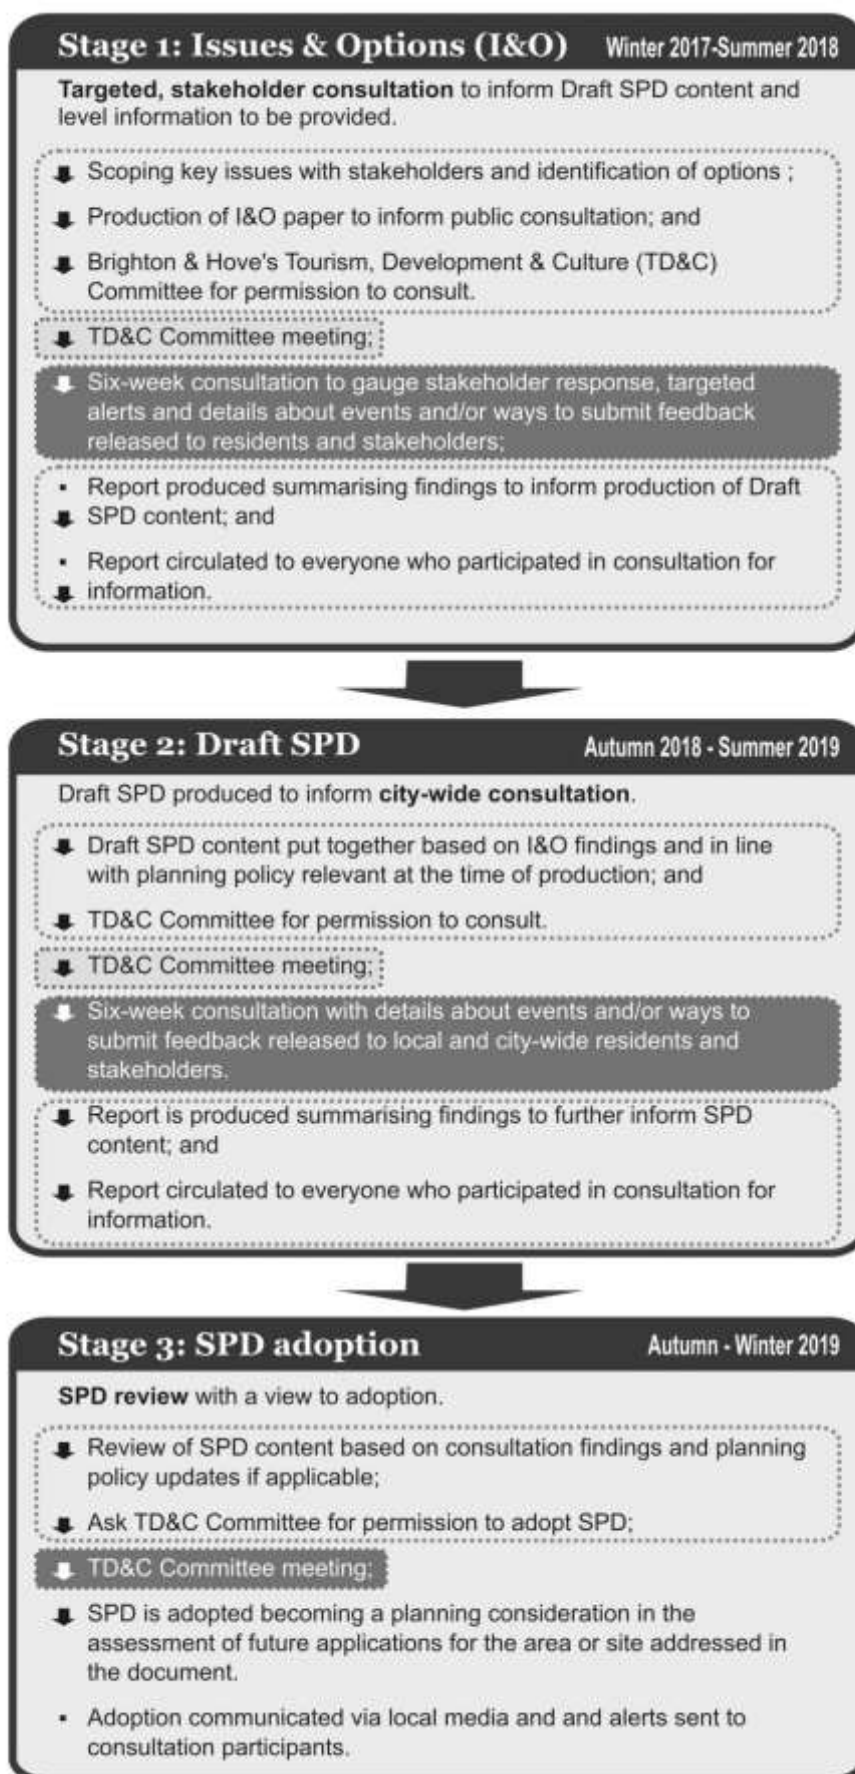 Stage 1: Issues & Options (I&O) Winter 2017-Summer 2018
Targeted, stakeholder consultation to inform Draft SPD content and
level information to be provided.
Scoping key issues with stakeholders and identification of options ;
Production of I&O paper to inform public consultation; and
Brighton & Hove's Tourism, Development & Culture (TD&C)
Committee for permission to consult.
TD&C Committee meeting;
Six-week consultation to gauge stakeholder response, targeted
alerts and details about events and/or ways to submit feedback
released to residents and stakeholders;
▪ Report produced summarising findings to inform production of Draft
SPD content; and
▪ Report circulated to everyone who participated in consultation for
information.
Stage 2: Draft SPD Autumn 2018 - Summer 2019
Draft SPD produced to inform city-wide consultation.
Draft SPD content put together based on I&O findings and in line
with planning policy relevant at the time of production; and
TD&C Committee for permission to consult.
TD&C Committee meeting;
Six-week consultation with details about events and/or ways to
submit feedback released to local and city-wide residents and
stakeholders.
Report is produced summarising findings to further inform SPD
content; and
Report circulated to everyone who participated in consultation for
information.
Stage 3: SPD adoption Autumn - Winter 2019
SPD review with a view to adoption.
Review of SPD content based on consultation findings and planning
policy updates if applicable;
Ask TD&C Committee for permission to adopt SPD;
TD&C Committee meeting;
SPD is adopted becoming a planning consideration in the
assessment of future applications for the area or site addressed in
the document.
▪ Adoption communicated via local media and and alerts sent to
consultation participants.